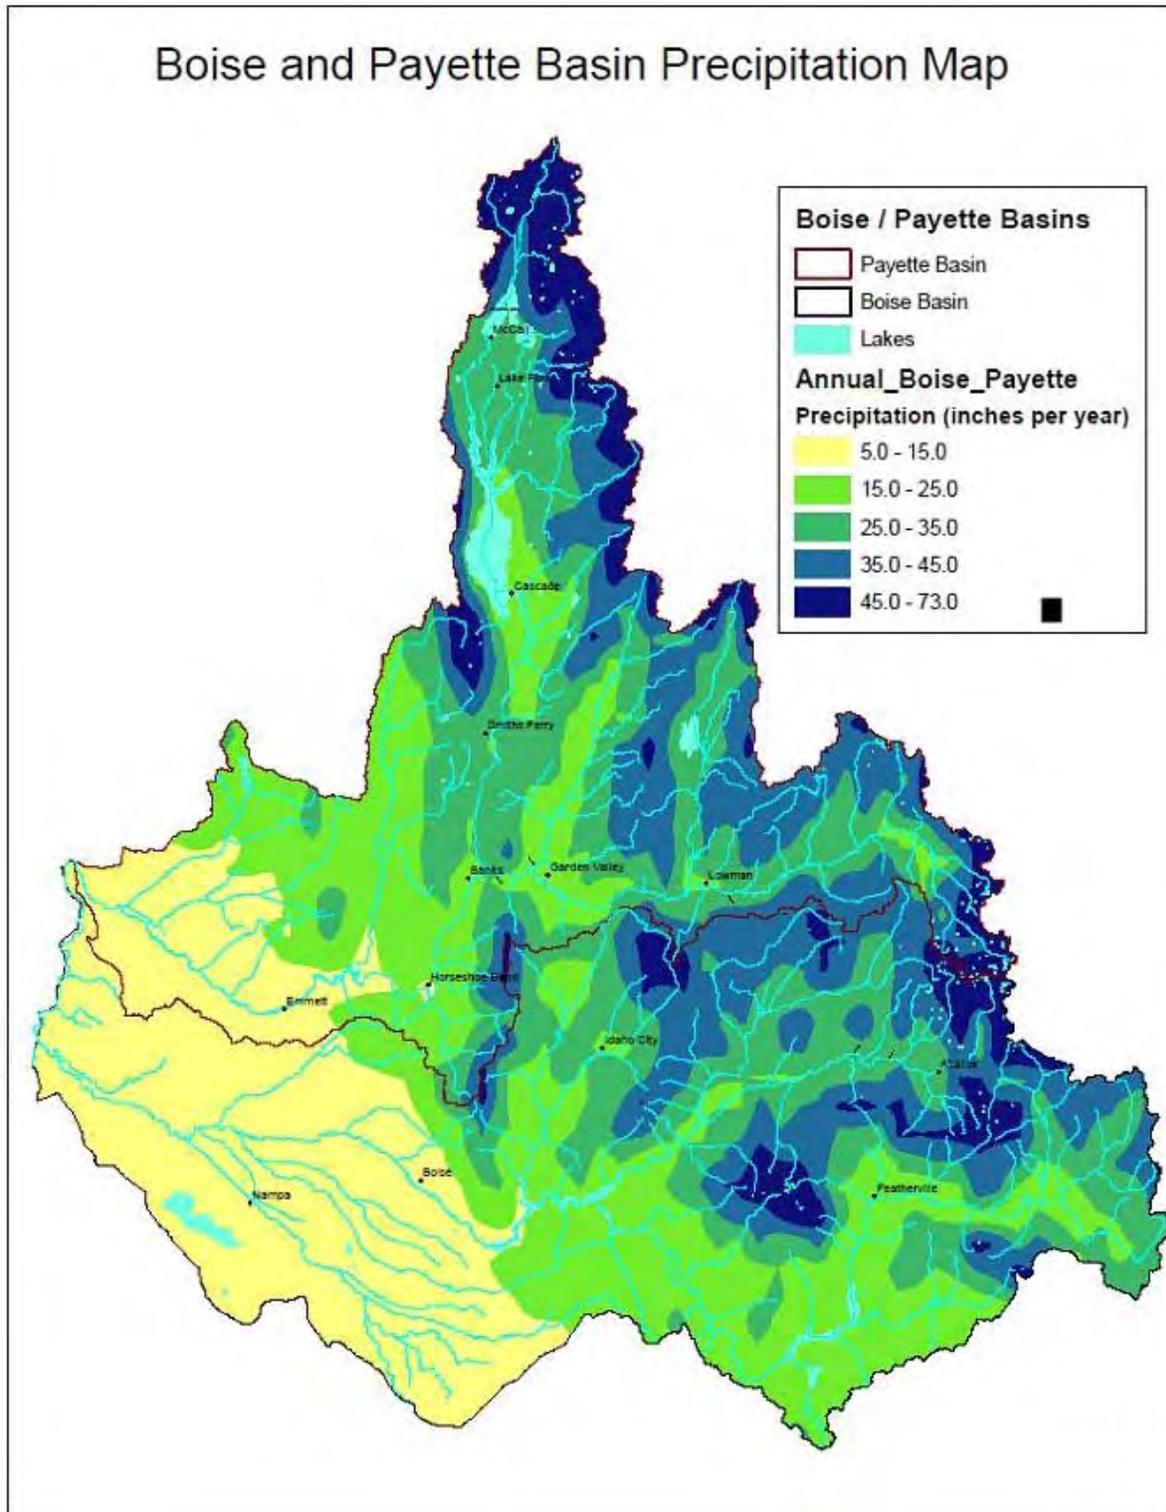 Boise and Payette Basin Precipitation Map
Boise / Payette Basins
Payette Basin
Boise Basin
Lakes
Annual_Boise_Payette
Precipitation (inches per year)
5.0 - 15.0
15.0 - 25.0
25.0 - 35.0
35.0 - 45.0
45.0 - 73.0
McCall
Lake
Cascade
Smiths Ferry
Banks
Garden Valley
Lowman
Horseshoe Bend
Emmett
Idaho City
Atlanta
Boise
Nampa
Featherville